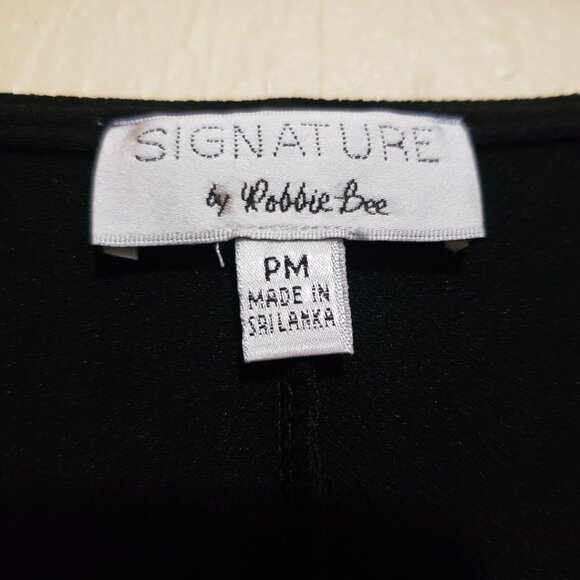 SIGNATURE
by Robbie Bee
PM
MADE IN
SRI LANKA